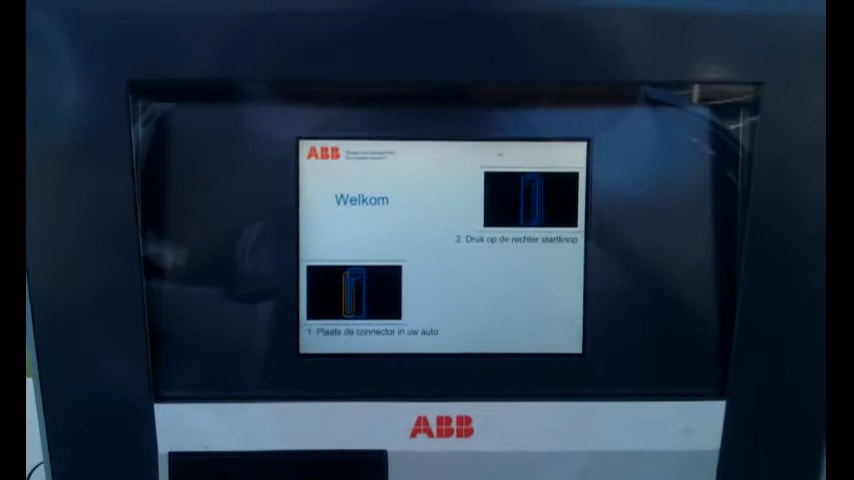 ABB
Welkom
2. Druk op de rechter startknop
1. Plaats de connector in uw auto
ABB